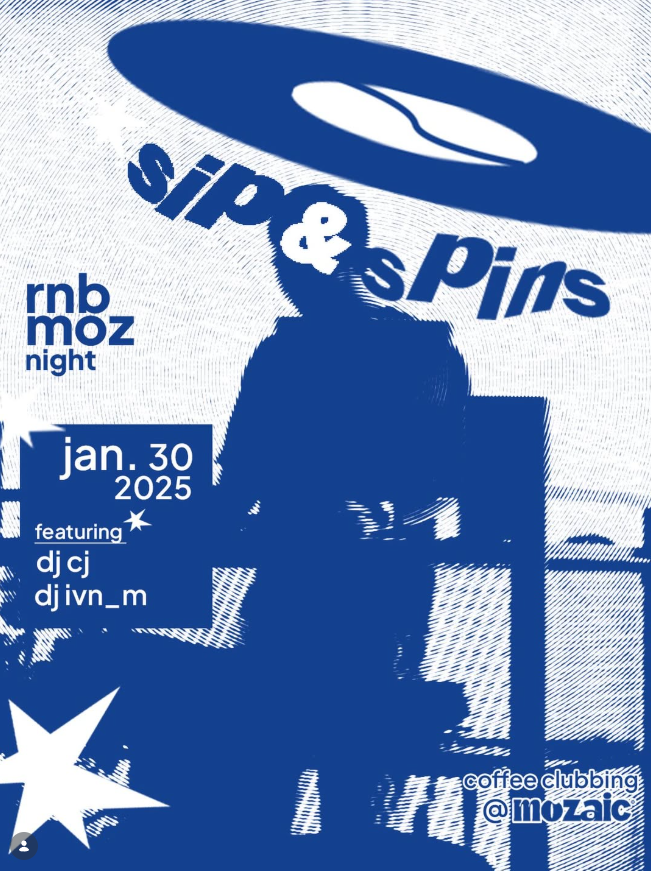 sip & spins
rnb
moz
night
jan. 30
2025
featuring
dj cj
dj ivn_m
coffee clubbing
@mozaic